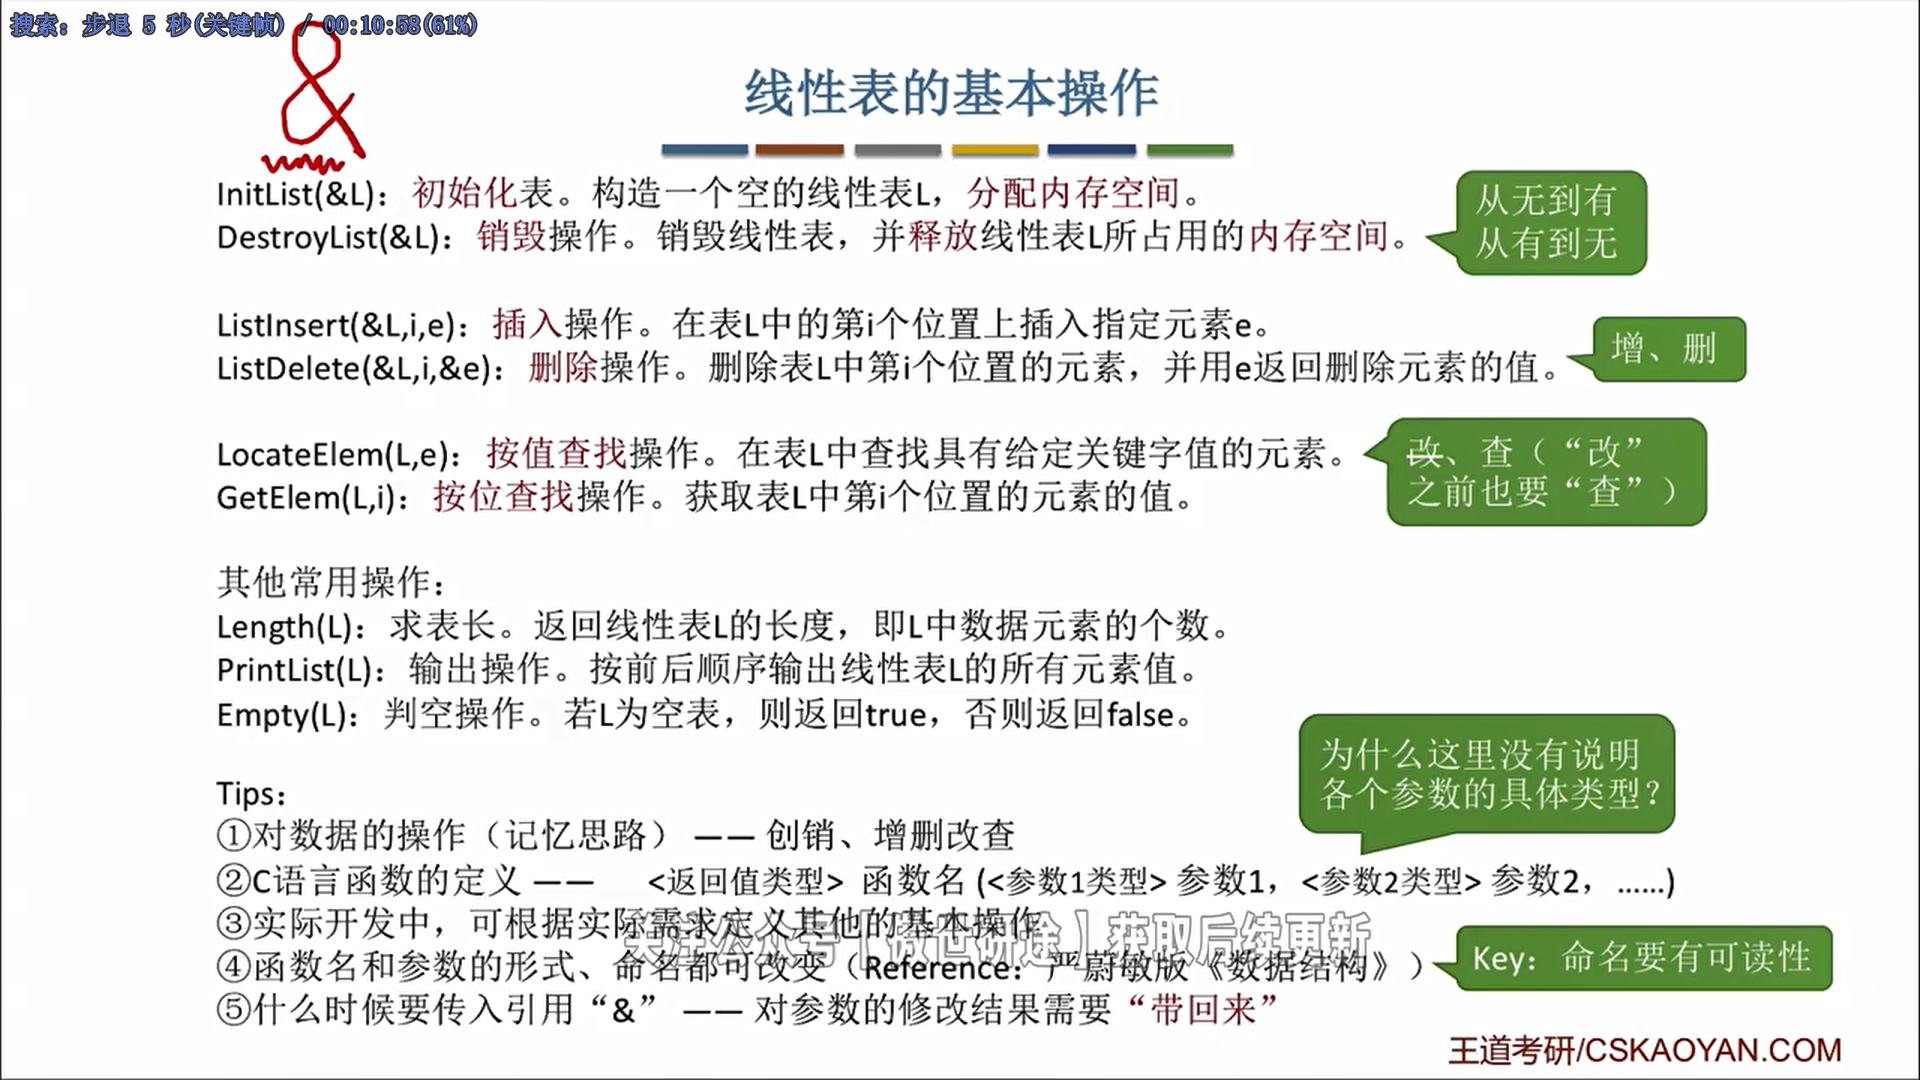 搜索: 步退 5 秒(关键帧) / 00:10:58(61%)
&
线性表的基本操作
InitList(&L)：初始化表。构造一个空的线性表L，分配内存空间。
DestroyList(&L)：销毁操作。销毁线性表，并释放线性表L所占用的内存空间。
从无到有
从有到无
ListInsert(&L,i,e)：插入操作。在表L中的第i个位置上插入指定元素e。
ListDelete(&L,i,&e)：删除操作。删除表L中第i个位置的元素，并用e返回删除元素的值。
增、删
LocateElem(L,e)：按值查找操作。在表L中查找具有给定关键字值的元素。
GetElem(L,i)：按位查找操作。获取表L中第i个位置的元素的值。
改、查（“改”
之前也要“查”）
其他常用操作：
Length(L)：求表长。返回线性表L的长度，即L中数据元素的个数。
PrintList(L)：输出操作。按前后顺序输出线性表L的所有元素值。
Empty(L)：判空操作。若L为空表，则返回true，否则返回false。
为什么这里没有说明
各个参数的具体类型？
Tips：
①对数据的操作（记忆思路） —— 创销、增删改查
②C语言函数的定义 —— <返回值类型> 函数名 (<参数1类型> 参数1，<参数2类型> 参数2，……)
③实际开发中，可根据实际需求定义其他的基本操作
关注公众号【傲世研途】获取后续更新
④函数名和参数的形式、命名都可改变（Reference：严蔚敏版《数据结构》）
Key：命名要有可读性
⑤什么时候要传入引用“&” —— 对参数的修改结果需要“带回来”
王道考研/CSKAOYAN.COM